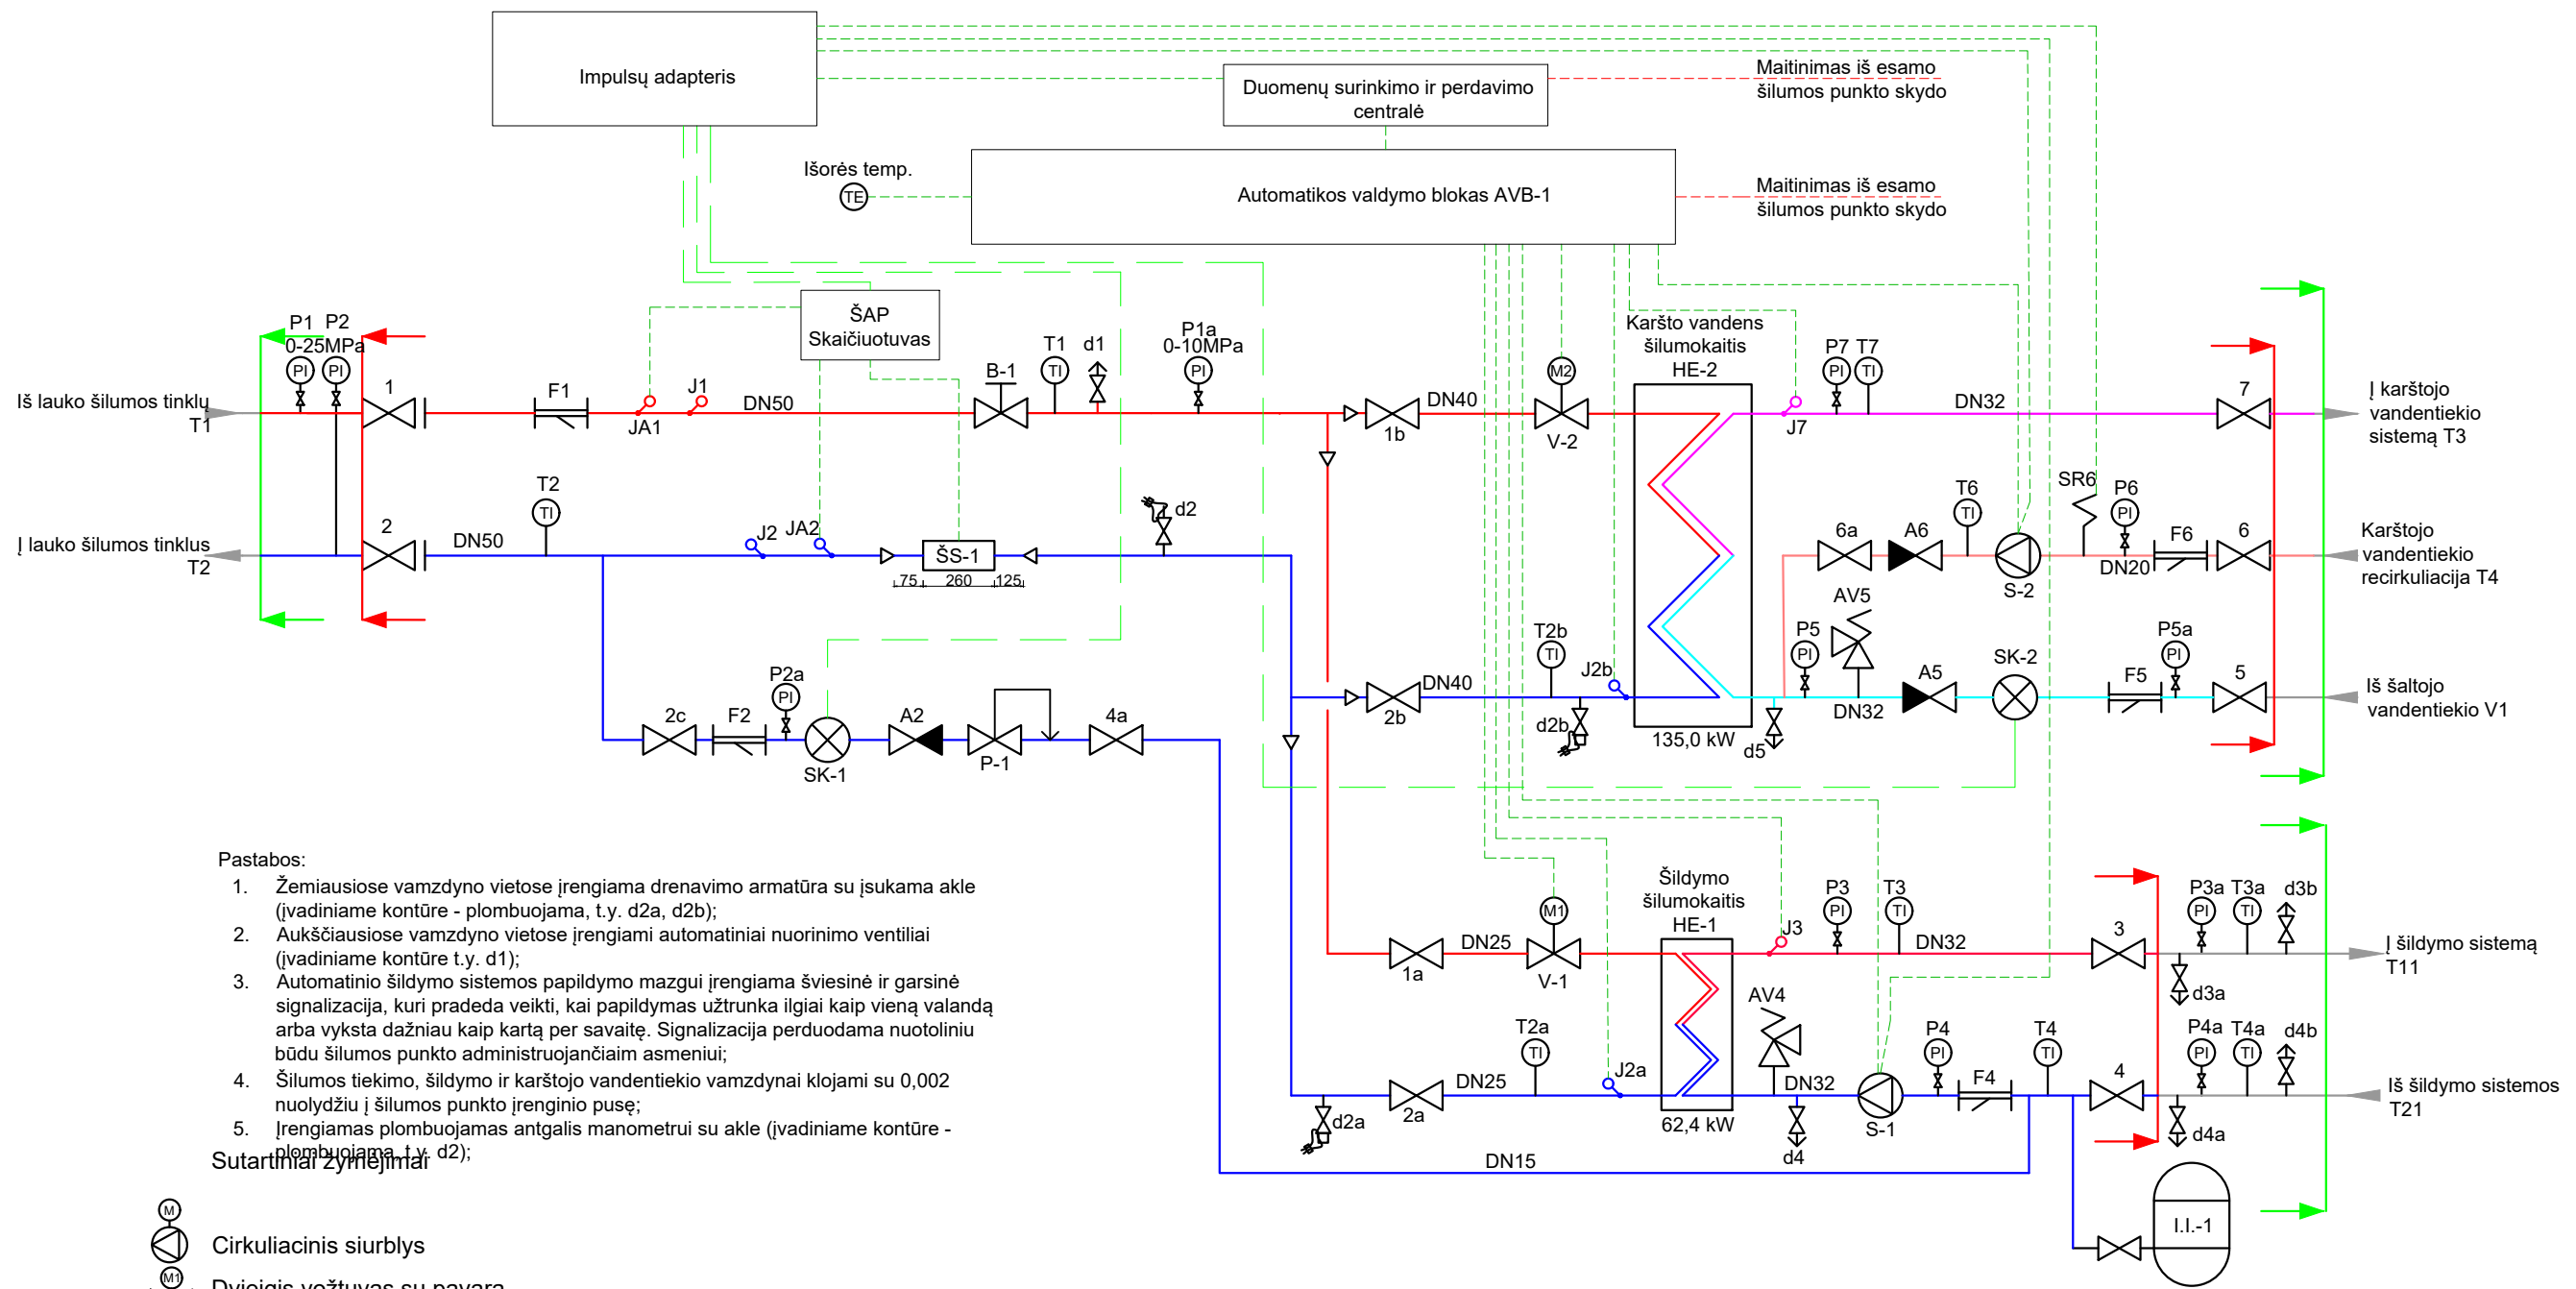 Impulsų adapteris
Duomenų surinkimo ir perdavimo
centralė
Maitinimas iš esamo
šilumos punkto skydo
Išorės temp.
TE
Automatikos valdymo blokas AVB-1
Maitinimas iš esamo
šilumos punkto skydo
ŠAP
Skaičiuotuvas
P1 P2
0-25MPa
PI PI
1
F1
JA1
J1
DN50
B-1
T1
TI
d1
P1a
0-10MPa
PI
1b
DN40
M2
V-2
Karšto vandens
šilumokaitis
HE-2
J7
P7 T7
PI TI
DN32
7
Iš lauko šilumos tinklų
T1
Į karštojo
vandentiekio
sistemą T3
Į lauko šilumos tinklus
T2
2
DN50
T2
TI
J2
JA2
ŠS-1
75 260 125
d2
6a
A6
T6
TI
S-2
SR6
P6
PI
DN20
F6
6
Karštojo
vandentiekio
recirkuliacija T4
2c
F2
P2a
PI
SK-1
A2
P-1
4a
2b
DN40
T2b
TI
d2b
J2b
135,0 kW
d5
P5
PI
AV5
DN32
A5
SK-2
F5
P5a
PI
5
Iš šaltojo
vandentiekio V1
Pastabos:
1. Žemiausiose vamzdyno vietose įrengiama drenavimo armatūra su įsukama akle
(įvadiniame kontūre - plombuojama, t.y. d2a, d2b);
2. Aukščiausiose vamzdyno vietose įrengiami automatiniai nuorinimo ventiliai
(įvadiniame kontūre t.y. d1);
3. Automatinio šildymo sistemos papildymo mazgui įrengiama šviesinė ir garsinė
signalizacija, kuri pradeda veikti, kai papildymas užtrunka ilgiai kaip vieną valandą
arba vyksta dažniau kaip kartą per savaitę. Signalizacija perduodama nuotoliniu
būdu šilumos punkto administruojančiaim asmeniui;
4. Šilumos tiekimo, šildymo ir karštojo vandentiekio vamzdynai klojami su 0,002
nuolydžiu į šilumos punkto įrenginio pusę;
5. Įrengiamas plombuojamas antgalis manometrui su akle (įvadiniame kontūre -
plombuojama, t.y. d2);
Sutartiniai žymėjimai
M
Cirkuliacinis siurblys
M1
Dvieigis vožtuvas su pavara
1a
DN25
M1
V-1
Šildymo
šilumokaitis
HE-1
J3
P3
PI
T3
TI
DN32
3
P3a T3a d3b
PI TI
d3a
Į šildymo sistemą
T11
d2a
2a
DN25
T2a
TI
J2a
62,4 kW
AV4
DN32
d4
S-1
P4
PI
F4
T4
TI
4
P4a T4a d4b
PI TI
d4a
Iš šildymo sistemos
T21
DN15
I.I.-1